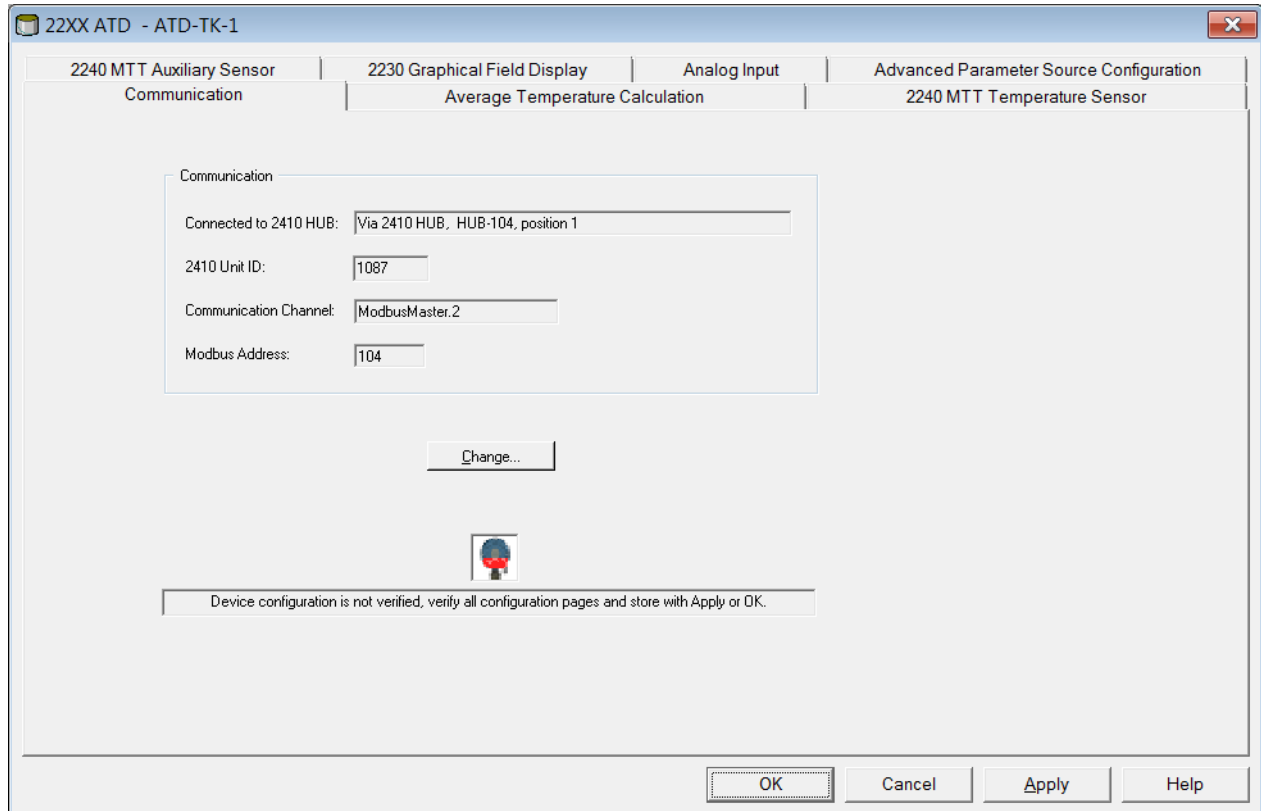 22XX ATD - ATD-TK-1
2240 MTT Auxiliary Sensor
2230 Graphical Field Display
Analog Input
Advanced Parameter Source Configuration
Communication
Average Temperature Calculation
2240 MTT Temperature Sensor
Communication
Connected to 2410 HUB: Via 2410 HUB, HUB-104, position 1
2410 Unit ID: 1087
Communication Channel: ModbusMaster.2
Modbus Address: 104
Change...
Device configuration is not verified, verify all configuration pages and store with Apply or OK.
OK
Cancel
Apply
Help